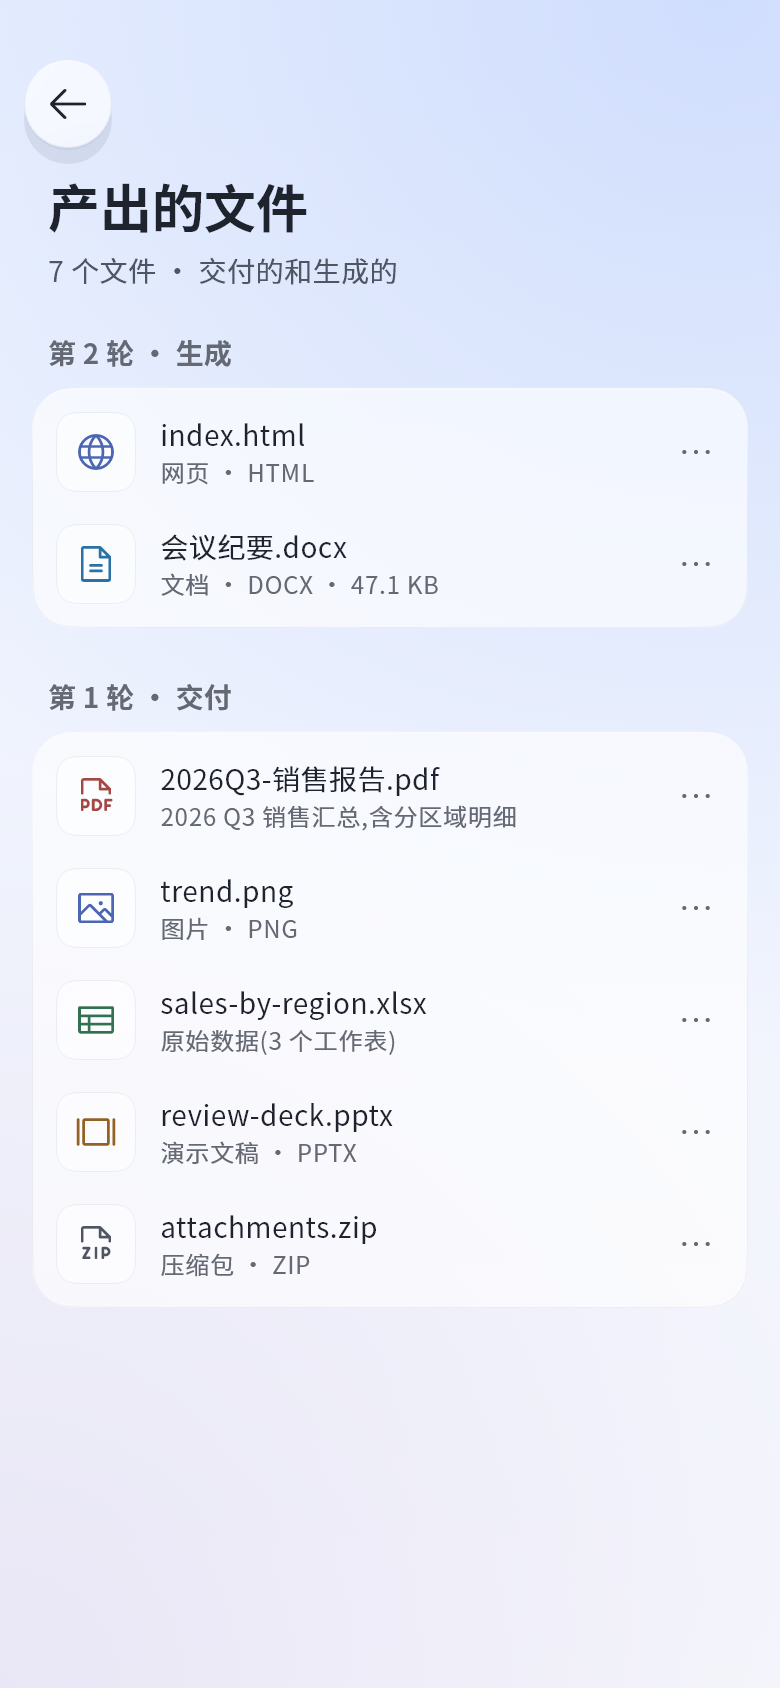 产出的文件
7 个文件 · 交付的和生成的
第 2 轮 · 生成
index.html
网页 · HTML
会议纪要.docx
文档 · DOCX · 47.1 KB
第 1 轮 · 交付
2026Q3-销售报告.pdf
PDF
2026 Q3 销售汇总,含分区域明细
trend.png
图片 · PNG
sales-by-region.xlsx
原始数据(3 个工作表)
review-deck.pptx
演示文稿 · PPTX
attachments.zip
ZIP
压缩包 · ZIP